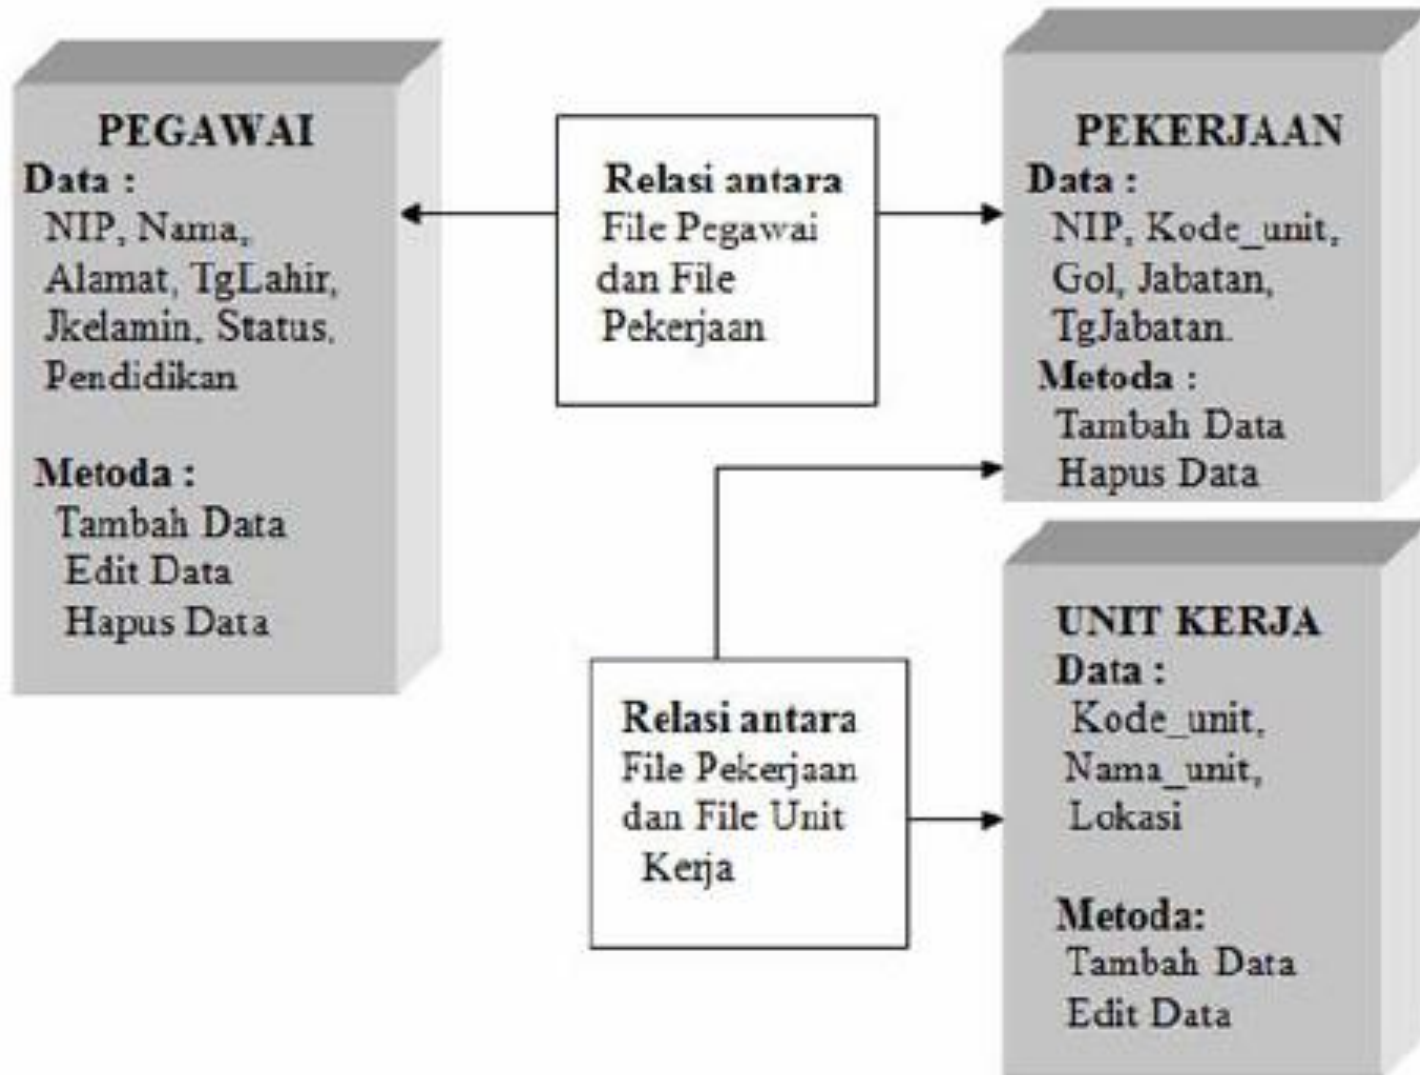 PEGAWAI
Data :
NIP, Nama,
Alamat, TgLahir,
Jkelamin, Status,
Pendidikan
Metoda :
Tambah Data
Edit Data
Hapus Data
Relasi antara
File Pegawai
dan File
Pekerjaan
PEKERJAAN
Data :
NIP, Kode_unit,
Gol, Jabatan,
TgJabatan.
Metoda :
Tambah Data
Hapus Data
Relasi antara
File Pekerjaan
dan File Unit
Kerja
UNIT KERJA
Data :
Kode_unit,
Nama_unit,
Lokasi
Metoda:
Tambah Data
Edit Data